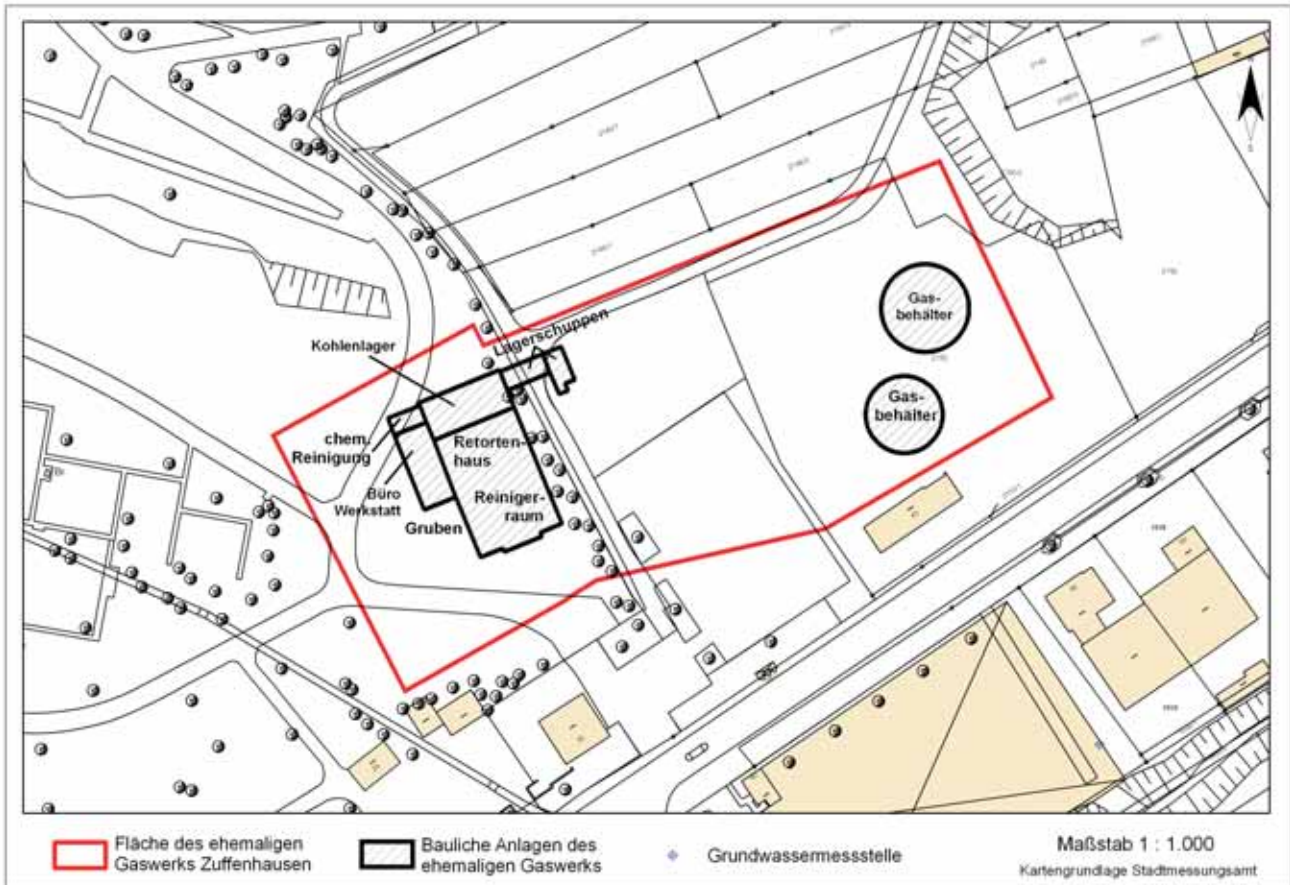 Gas-
behälter
Lagerschuppen
Kohlenlager
Gas-
behälter
chem.
Reinigung
Retorten-
haus
Büro
Werkstatt
Reiniger-
raum
Gruben
Fläche des ehemaligen
Gaswerks Zuffenhausen
Bauliche Anlagen des
ehemaligen Gaswerks
Grundwassermessstelle
Maßstab 1 : 1.000
Kartengrundlage Stadtmessungsamt